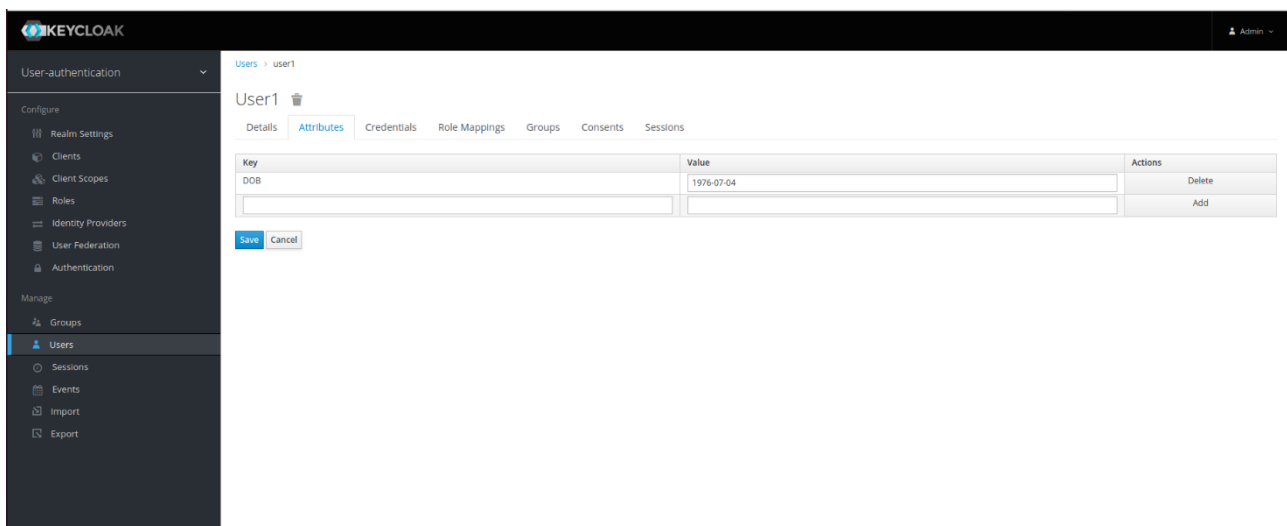 KEYCLOAK
Admin
User-authentication
Configure
Realm Settings
Clients
Client Scopes
Roles
Identity Providers
User Federation
Authentication
Manage
Groups
Users
Sessions
Events
Import
Export
Users > user1
User1
Details Attributes Credentials Role Mappings Groups Consents Sessions
Key Value Actions
DOB 1976-07-04 Delete
Add
Save Cancel